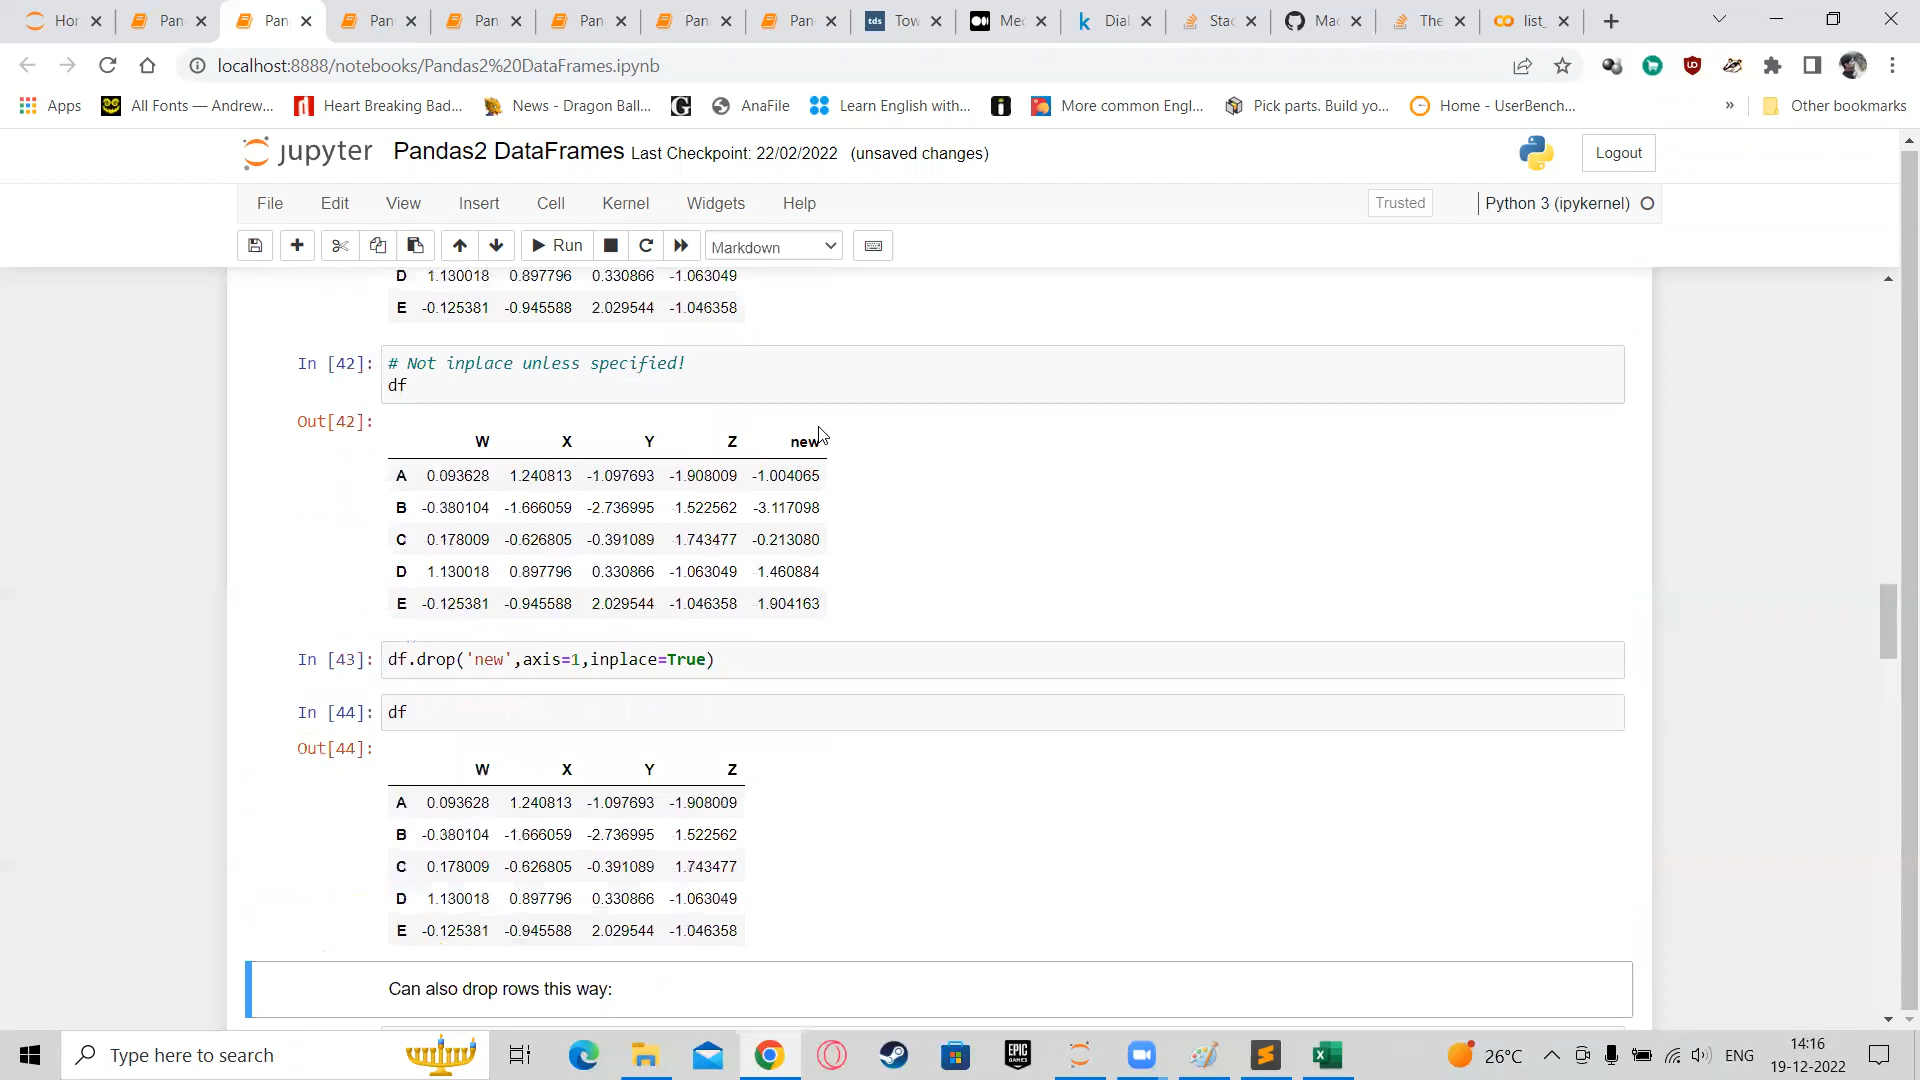 Hor
Pan
Pan
Pan
Pan
Pan
Pan
Pan
tds Tow
Med
k Dial
Stac
Mac
The
list_
localhost:8888/notebooks/Pandas2%20DataFrames.ipynb
Apps
All Fonts — Andrew...
Heart Breaking Bad...
News - Dragon Ball...
G
AnaFile
Learn English with...
i
More common Engl...
Pick parts. Build yo...
Home - UserBench...
»
Other bookmarks
jupyter Pandas2 DataFrames Last Checkpoint: 22/02/2022 (unsaved changes)
Logout
File Edit View Insert Cell Kernel Widgets Help
Trusted
Python 3 (ipykernel)
Run
Markdown
D 1.130018 0.897796 0.330866 -1.063049
E -0.125381 -0.945588 2.029544 -1.046358
In [42]: # Not inplace unless specified!
df
Out[42]:
W X Y Z new
A 0.093628 1.240813 -1.097693 -1.908009 -1.004065
B -0.380104 -1.666059 -2.736995 1.522562 -3.117098
C 0.178009 -0.626805 -0.391089 1.743477 -0.213080
D 1.130018 0.897796 0.330866 -1.063049 1.460884
E -0.125381 -0.945588 2.029544 -1.046358 1.904163
In [43]: df.drop('new',axis=1,inplace=True)
In [44]: df
Out[44]:
W X Y Z
A 0.093628 1.240813 -1.097693 -1.908009
B -0.380104 -1.666059 -2.736995 1.522562
C 0.178009 -0.626805 -0.391089 1.743477
D 1.130018 0.897796 0.330866 -1.063049
E -0.125381 -0.945588 2.029544 -1.046358
Can also drop rows this way:
Type here to search
EPIC GAMES
26°C
ENG
14:16
19-12-2022